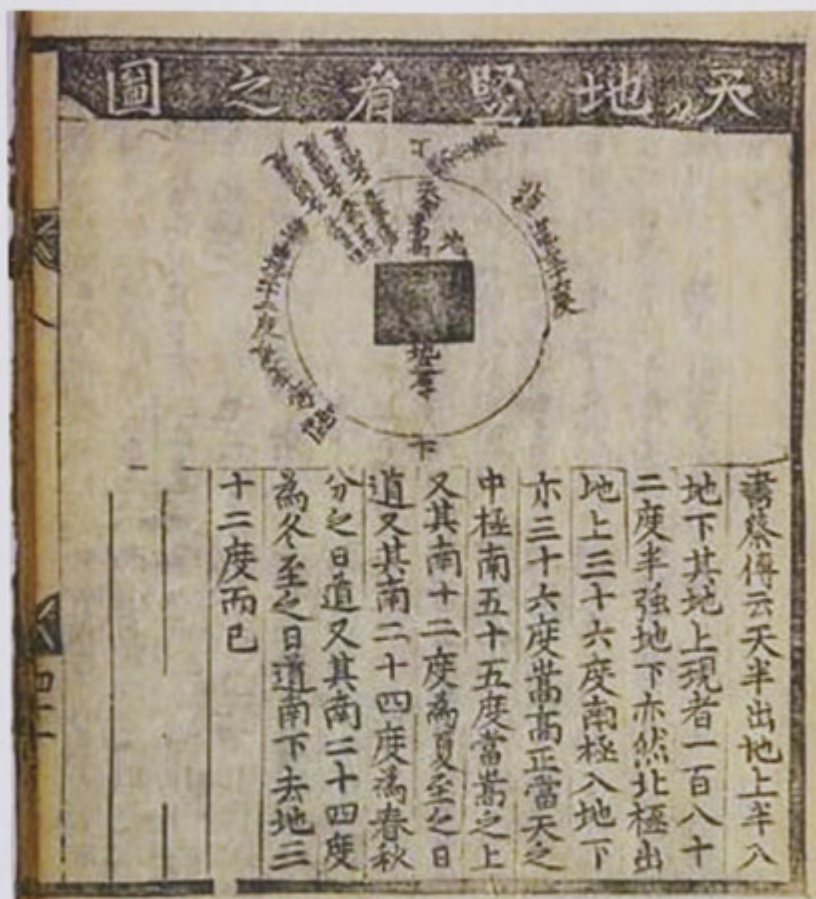 天地竪看之圖
地
下
書蔡傳云天半出地上半入
地下其地上現者一百八十
二度半強地下亦然北極出
地上三十六度南極入地下
亦三十六度嵩高正當天之
中極南五十五度當嵩之上
又其南十二度為夏至之日
道又其南二十四度為春秋
分之日道又其南二十四度
為冬至之日道南下去地三
十二度而已